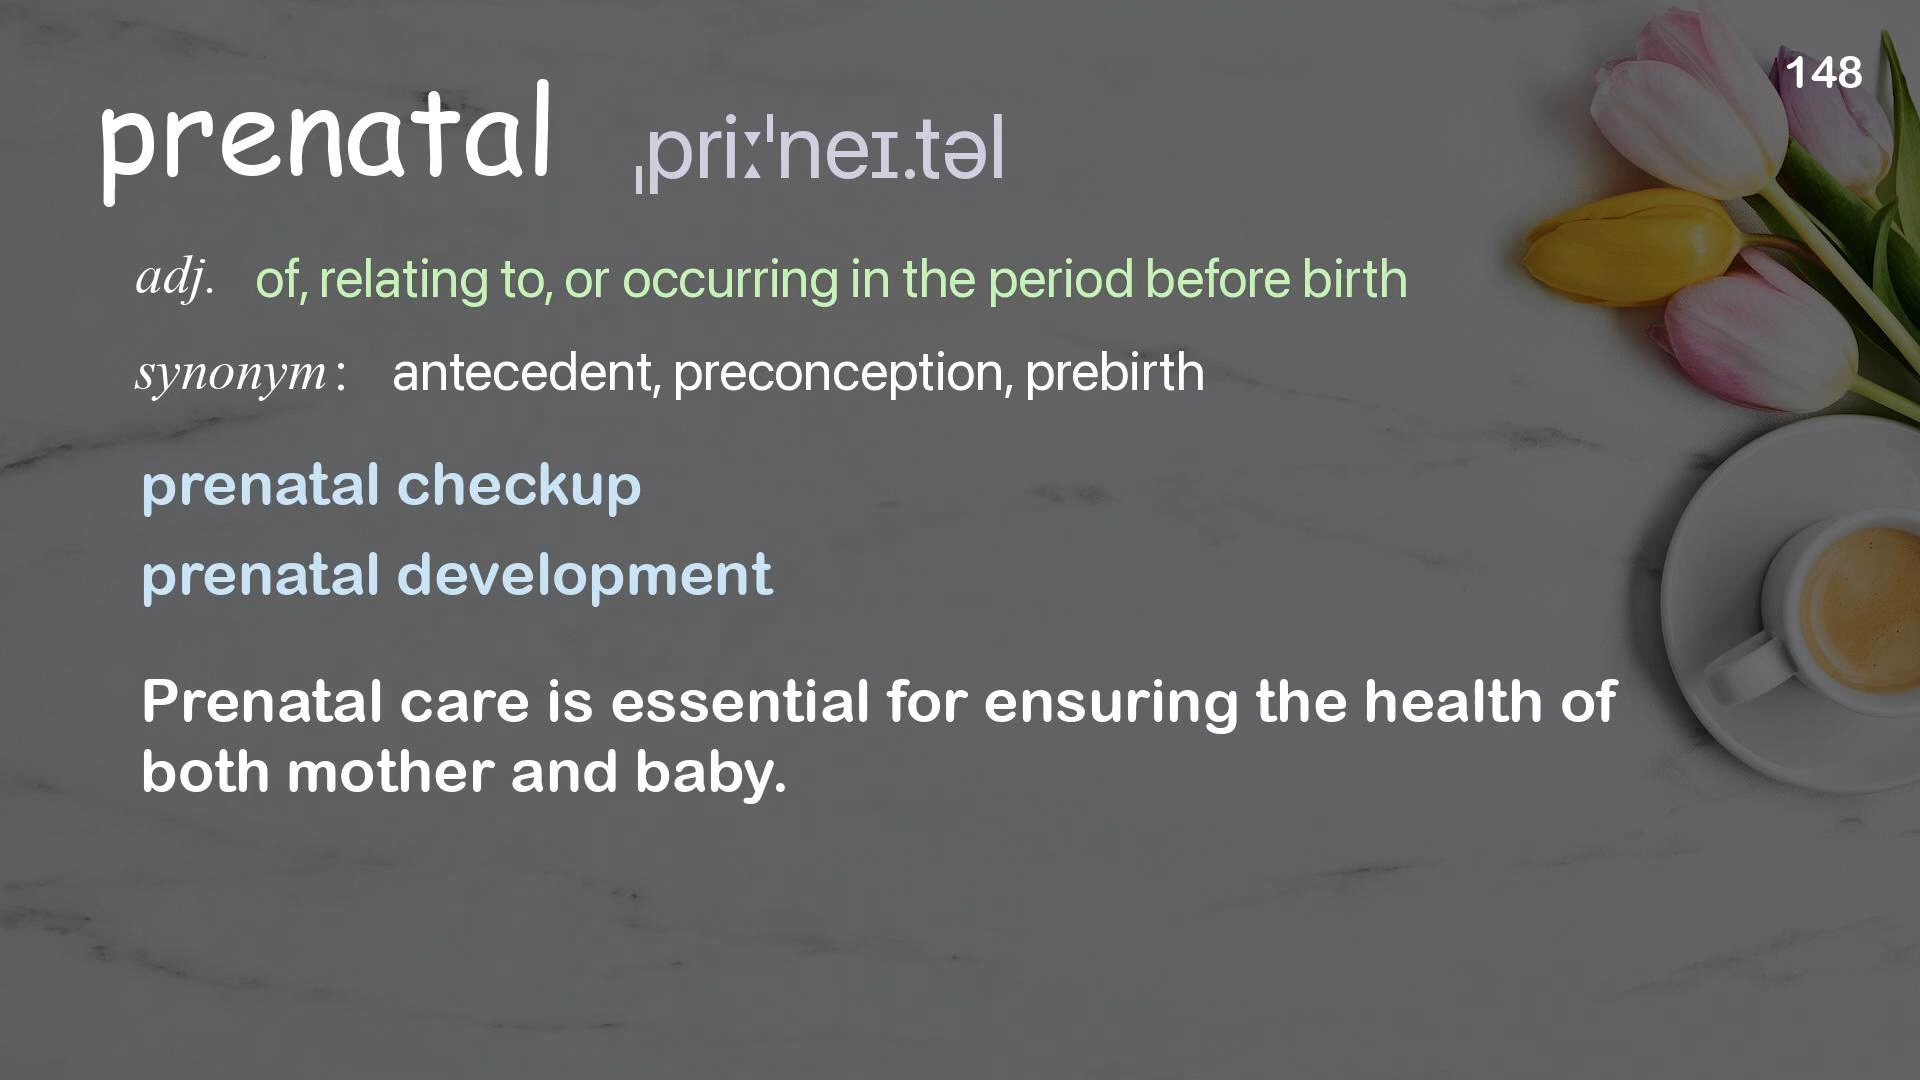 148
prenatal ˌpriːˈneɪ.təl
adj. of, relating to, or occurring in the period before birth
synonym: antecedent, preconception, prebirth
prenatal checkup
prenatal development
Prenatal care is essential for ensuring the health of
both mother and baby.